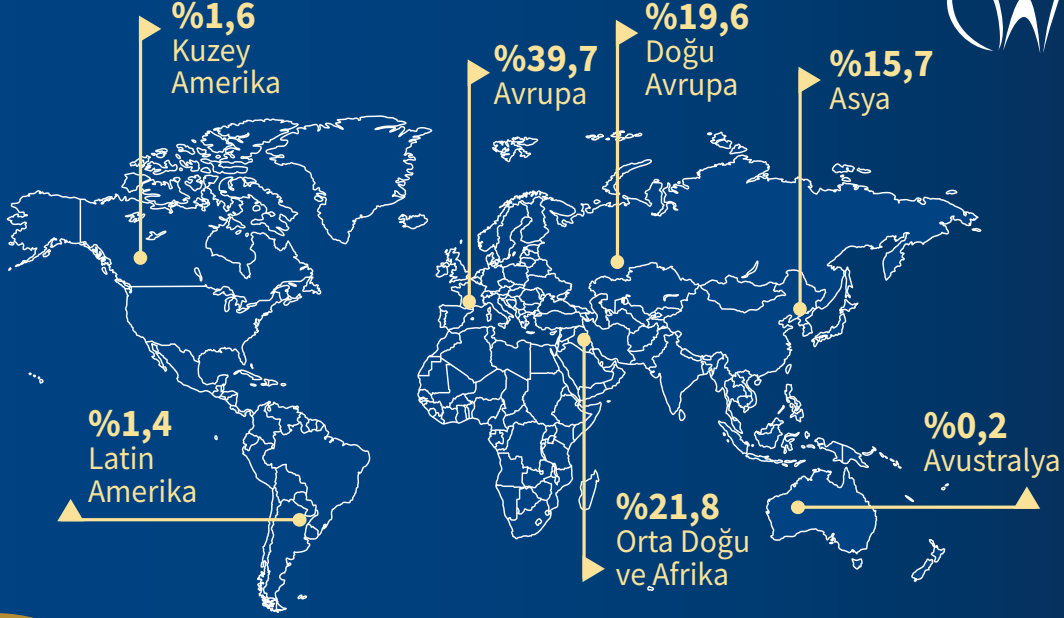 %1,6
Kuzey
Amerika
%39,7
Avrupa
%19,6
Doğu
Avrupa
%15,7
Asya
%1,4
Latin
Amerika
%21,8
Orta Doğu
ve Afrika
%0,2
Avustralya